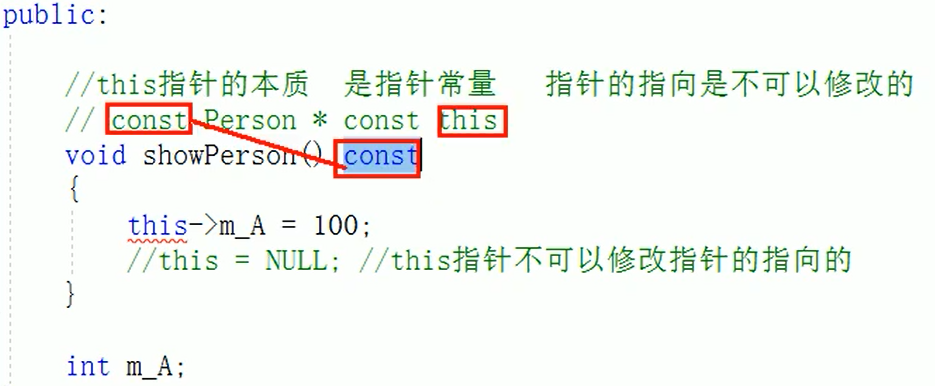 public:
//this指针的本质 是指针常量 指针的指向是不可以修改的
// const Person * const this
void showPerson() const
{
this->m_A = 100;
//this = NULL; //this指针不可以修改指针的指向的
}
int m_A;